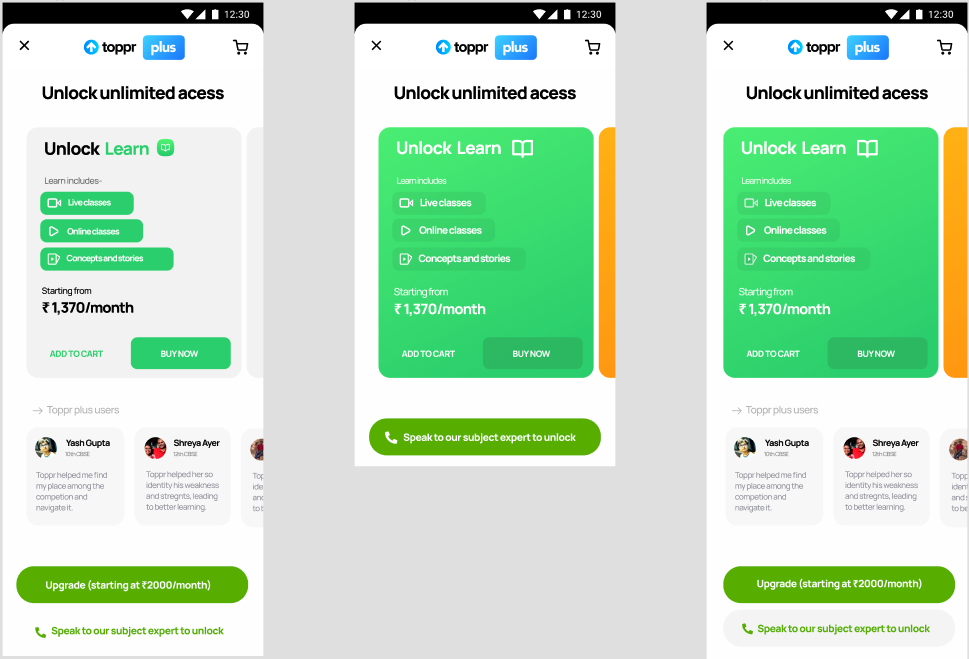 12:30
toppr plus
Unlock unlimited acess
Unlock Learn
Learn includes-
Live classes
Online classes
Concepts and stories
Starting from
₹ 1,370/month
ADD TO CART
BUY NOW
Toppr plus users
Yash Gupta
10th CBSE
Toppr helped me find
my place among the
competion and
navigate it.
Shreya Ayer
12th CBSE
Toppr helped her so
identity his weakness
and stregnts, leading
to better learning.
Upgrade (starting at ₹2000/month)
Speak to our subject expert to unlock
12:30
toppr plus
Unlock unlimited acess
Unlock Learn
Learn includes
Live classes
Online classes
Concepts and stories
Starting from
₹ 1,370/month
ADD TO CART
BUY NOW
Speak to our subject expert to unlock
12:30
toppr plus
Unlock unlimited acess
Unlock Learn
Learn includes
Live classes
Online classes
Concepts and stories
Starting from
₹ 1,370/month
ADD TO CART
BUY NOW
Toppr plus users
Yash Gupta
10th CBSE
Toppr helped me find
my place among the
competion and
navigate it.
Shreya Ayer
12th CBSE
Toppr helped her so
identity his weakness
and stregnts, leading
to better learning.
Upgrade (starting at ₹2000/month)
Speak to our subject expert to unlock